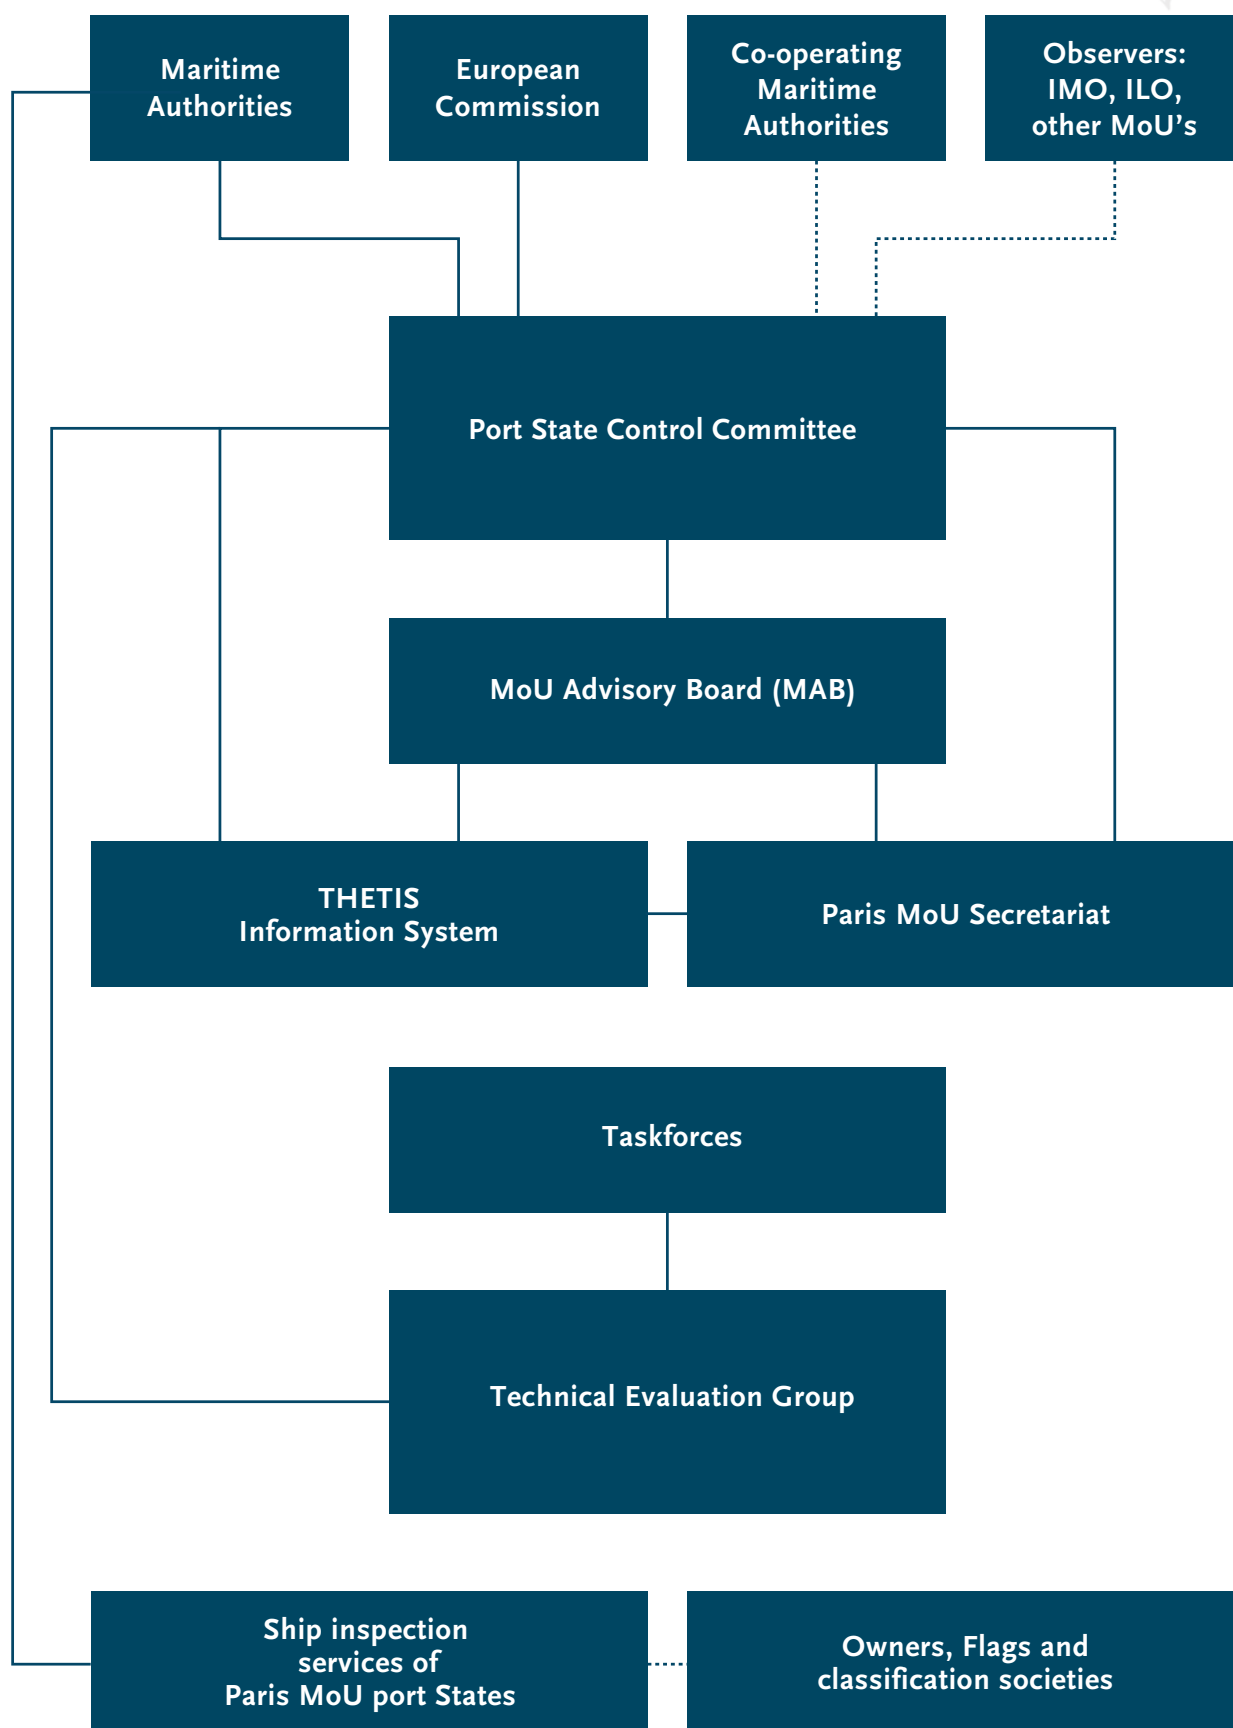 Maritime
Authorities
European
Commission
Co-operating
Maritime
Authorities
Observers:
IMO, ILO,
other MoU’s
Port State Control Committee
MoU Advisory Board (MAB)
THETIS
Information System
Paris MoU Secretariat
Taskforces
Technical Evaluation Group
Ship inspection
services of
Paris MoU port States
Owners, Flags and
classification societies